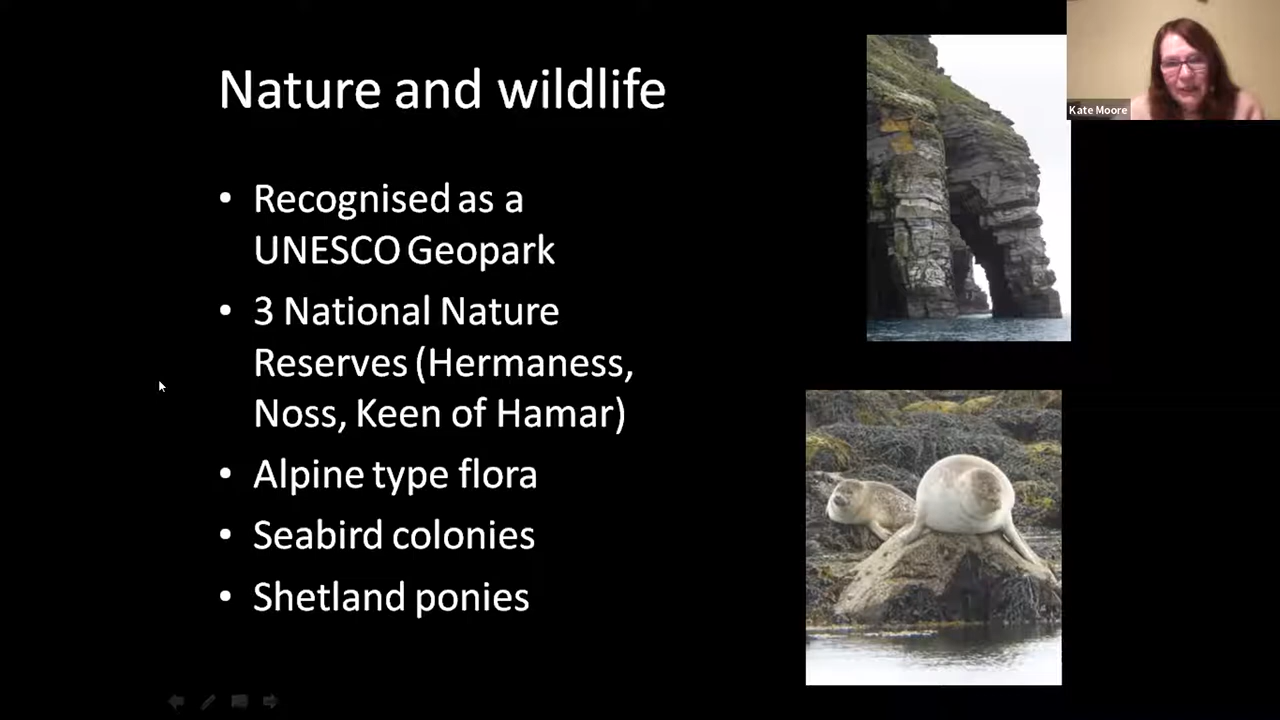 Nature and wildlife
Kate Moore
• Recognised as a
UNESCO Geopark
• 3 National Nature
Reserves (Hermaness,
Noss, Keen of Hamar)
• Alpine type flora
• Seabird colonies
• Shetland ponies